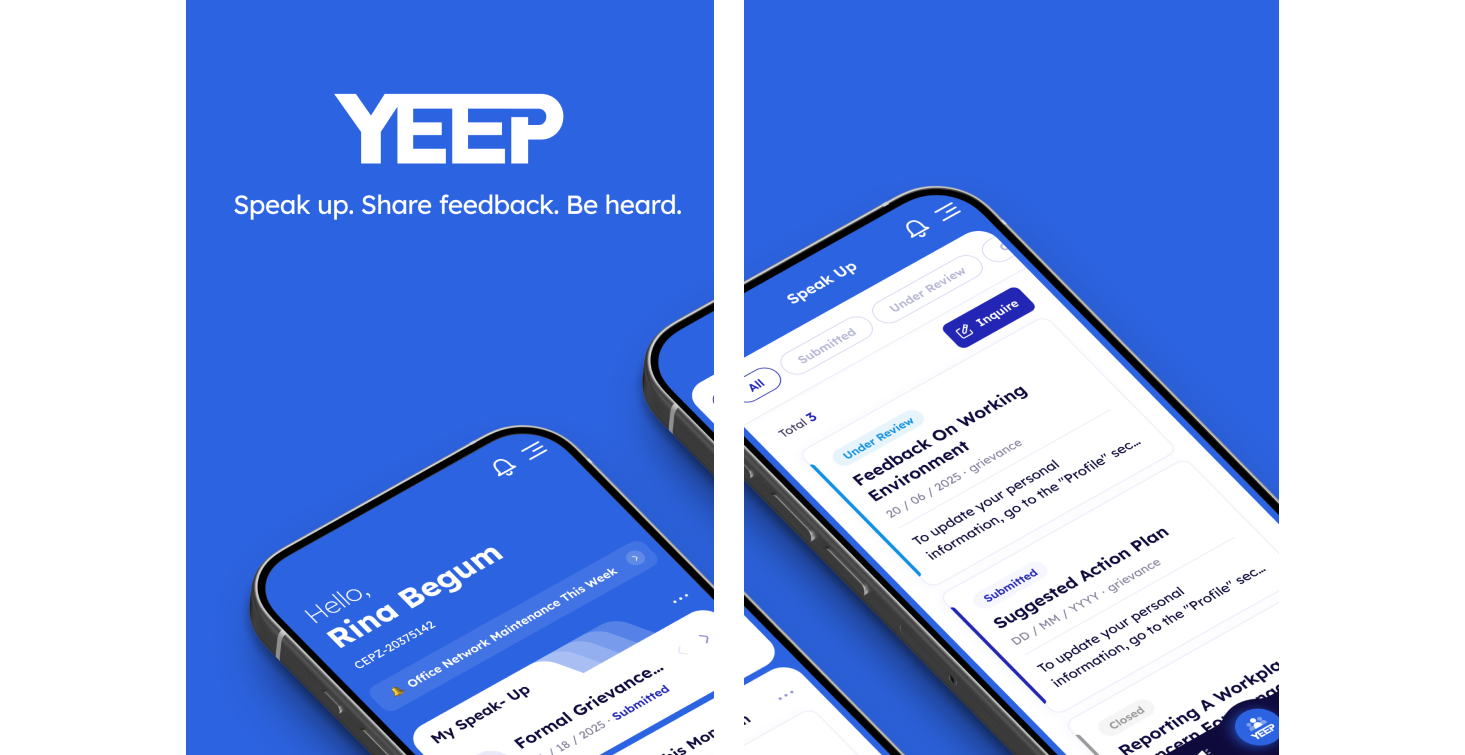 YEEP
Speak up. Share feedback. Be heard.
Hello,
Rina Begum
CEPZ-20375142
Office Network Maintenance This Week
My Speak- Up
Formal Grievance...
/ 18 / 2025 · Submitted
This Mon
Speak Up
All
Submitted
Under Review
Inquire
Total 3
Under Review
Feedback On Working
Environment
20 / 06 / 2025 · grievance
To update your personal
information, go to the "Profile" sec...
Submitted
Suggested Action Plan
DD / MM / YYYY · grievance
To update your personal
information, go to the "Profile" sec...
Closed
Reporting A Workpla
YEEP